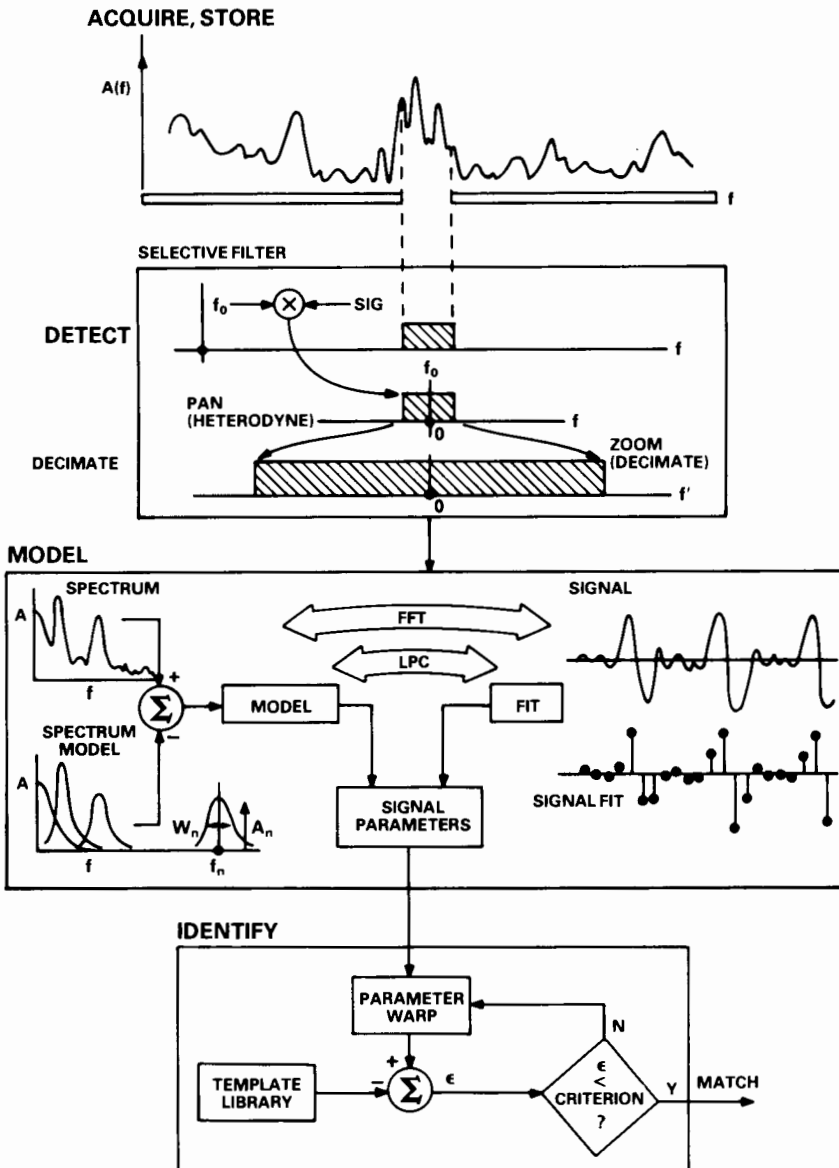 ACQUIRE, STORE
A(f)
f
SELECTIVE FILTER
DETECT
f₀
×
SIG
f
f₀
PAN
(HETERODYNE)
0
f
DECIMATE
ZOOM
(DECIMATE)
0
f'
MODEL
SPECTRUM
A
f
+
Σ
−
SPECTRUM
MODEL
A
f
Wₙ
Aₙ
fₙ
FFT
LPC
MODEL
FIT
SIGNAL
PARAMETERS
SIGNAL
SIGNAL FIT
IDENTIFY
PARAMETER
WARP
N
+
−
Σ
ϵ
TEMPLATE
LIBRARY
ϵ
<
CRITERION
?
Y
MATCH